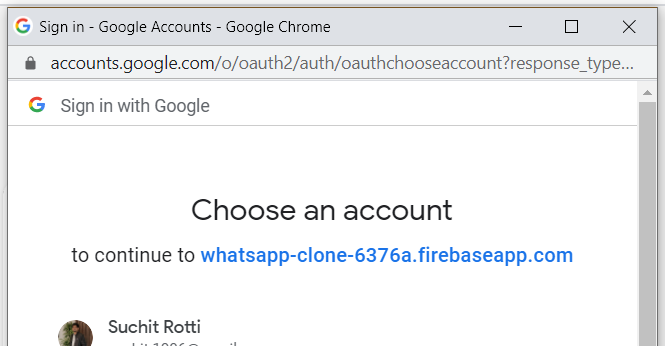 Sign in - Google Accounts - Google Chrome
accounts.google.com/o/oauth2/auth/oauthchooseaccount?response_type...
Sign in with Google
Choose an account
to continue to whatsapp-clone-6376a.firebaseapp.com
Suchit Rotti